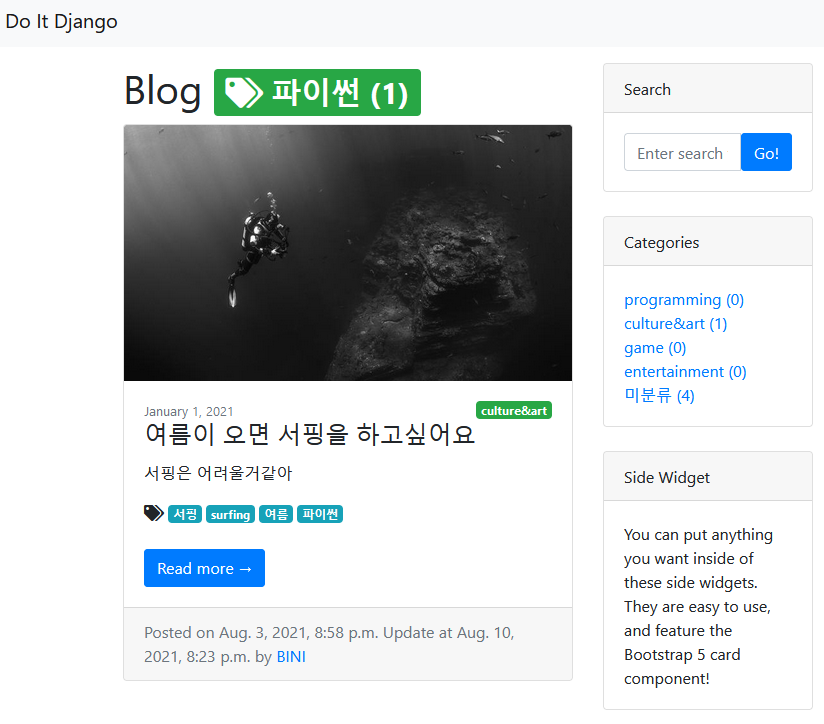 Do It Django
Blog 파이썬 (1)
January 1, 2021
culture&art
여름이 오면 서핑을 하고싶어요
서핑은 어려울거같아
서핑 surfing 여름 파이썬
Read more →
Posted on Aug. 3, 2021, 8:58 p.m. Update at Aug. 10,
2021, 8:23 p.m. by BINI
Search
Enter search Go!
Categories
programming (0)
culture&art (1)
game (0)
entertainment (0)
미분류 (4)
Side Widget
You can put anything
you want inside of
these side widgets.
They are easy to use,
and feature the
Bootstrap 5 card
component!